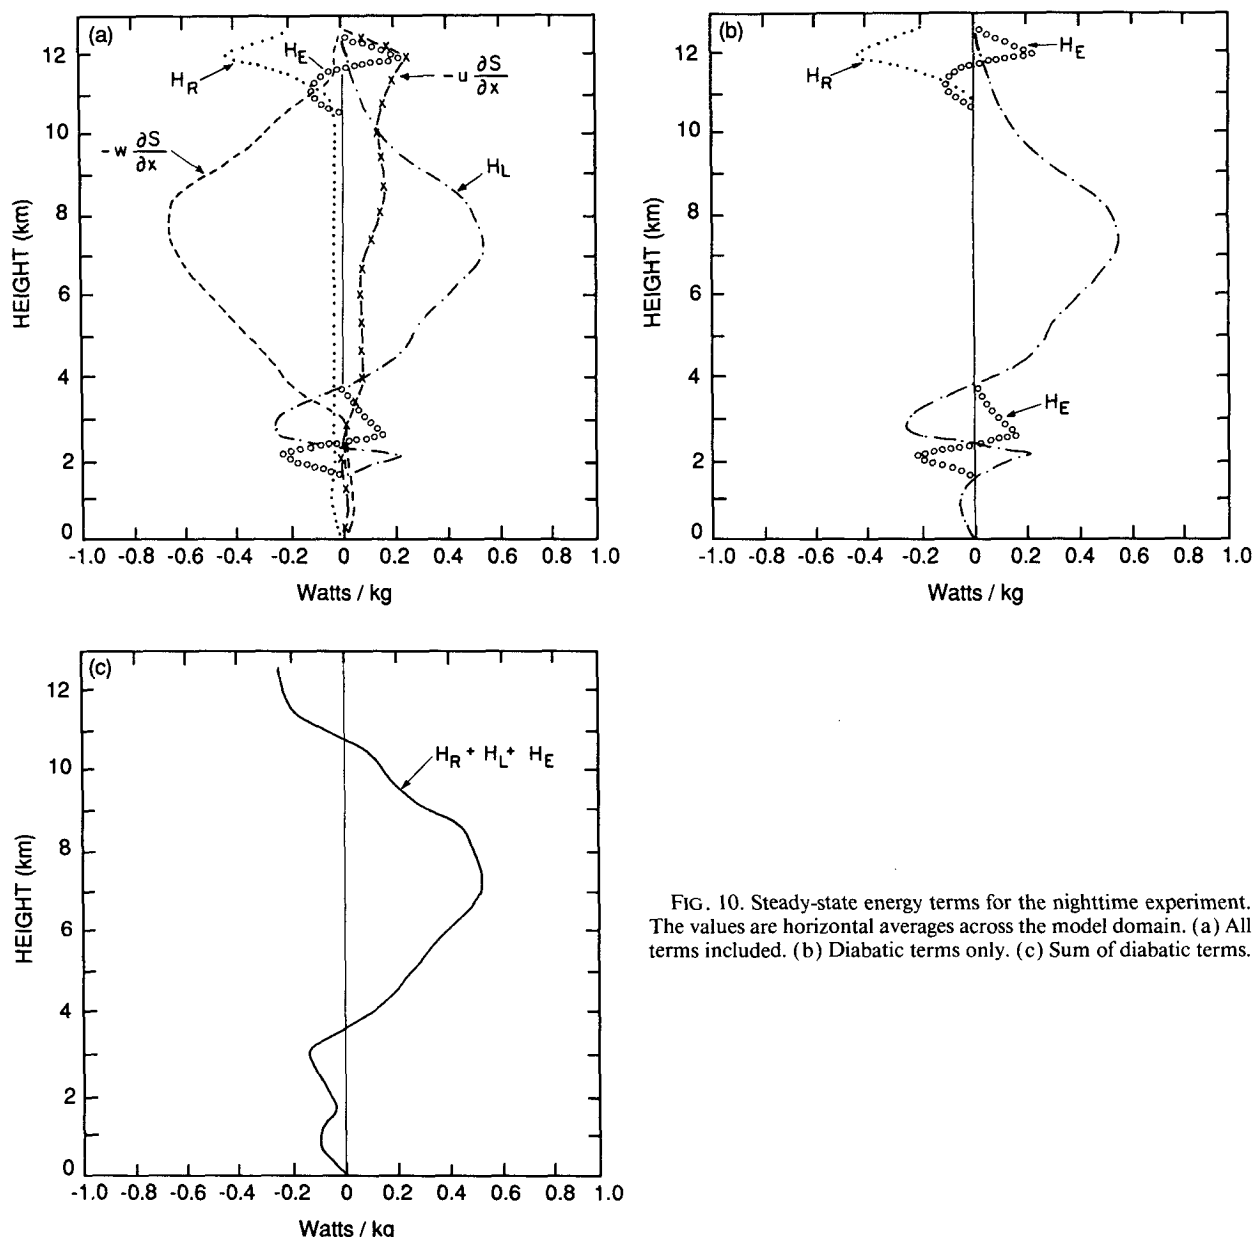 (a)
12
10
8
6
4
2
0
HEIGHT (km)
H_R
H_E
-u ∂S/∂x
-w ∂S/∂x
H_L
-1.0 -0.8 -0.6 -0.4 -0.2 0 0.2 0.4 0.6 0.8 1.0
Watts / kg
(b)
12
10
8
6
4
2
0
HEIGHT (km)
H_R
H_E
H_E
-1.0 -0.8 -0.6 -0.4 -0.2 0 0.2 0.4 0.6 0.8 1.0
Watts / kg
(c)
12
10
8
6
4
2
0
HEIGHT (km)
H_R + H_L + H_E
-1.0 -0.8 -0.6 -0.4 -0.2 0 0.2 0.4 0.6 0.8 1.0
Watts / kg
FIG. 10. Steady-state energy terms for the nighttime experiment.
The values are horizontal averages across the model domain. (a) All
terms included. (b) Diabatic terms only. (c) Sum of diabatic terms.